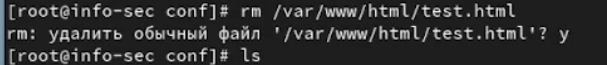 [root@info-sec conf]# rm /var/www/html/test.html
rm: удалить обычный файл '/var/www/html/test.html'? y
[root@info-sec conf]# ls